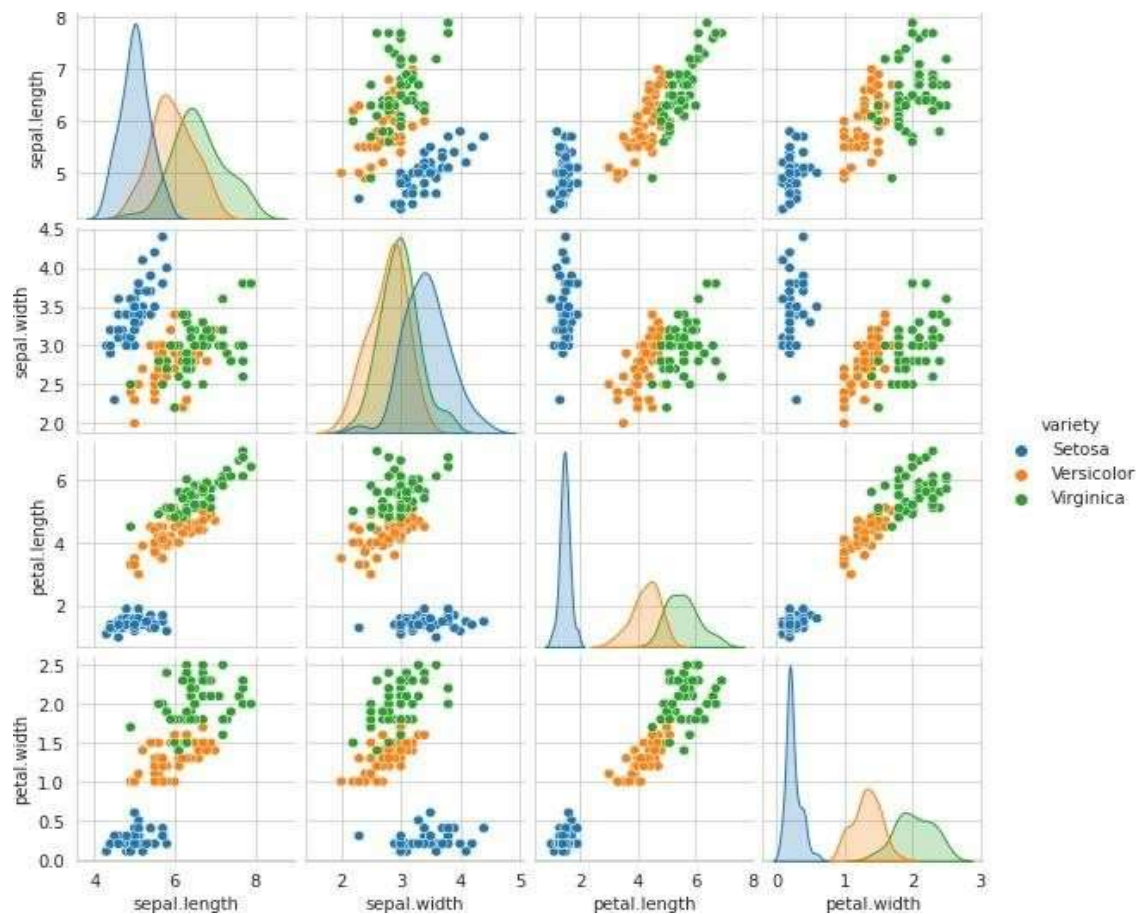 8
7
6
5
sepal.length
4.5
4.0
3.5
3.0
2.5
2.0
sepal.width
6
4
2
petal.length
2.5
2.0
1.5
1.0
0.5
0.0
petal.width
4 6 8
sepal.length
2 3 4 5
sepal.width
2 4 6 8
petal.length
0 1 2 3
petal.width
variety
Setosa
Versicolor
Virginica